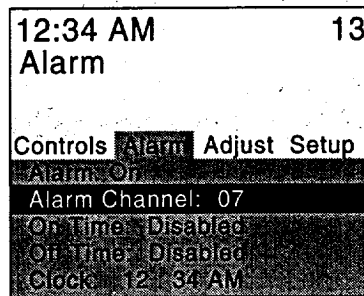 12:34 AM 13
Alarm
Controls Alarm Adjust Setup
Alarm: On
Alarm Channel: 07
On Time: Disabled
Off Time: Disabled
Clock: 12 : 34 AM